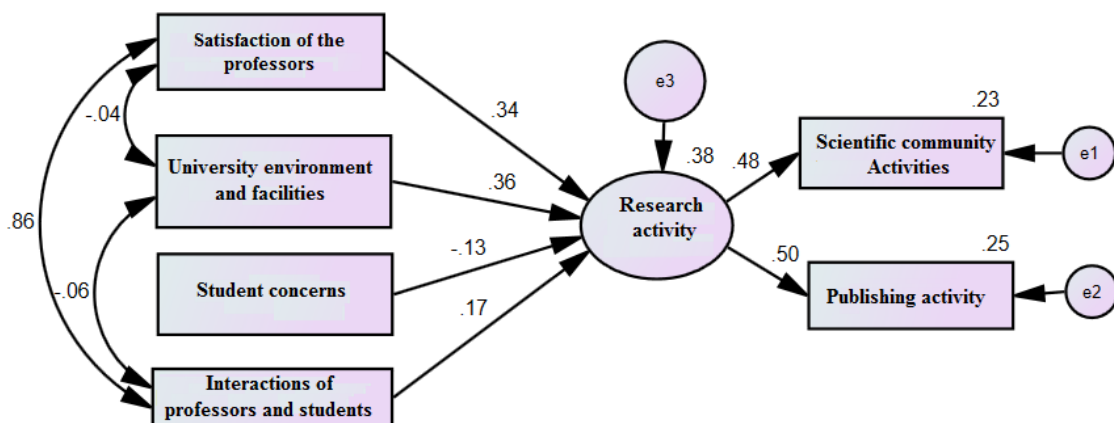 Satisfaction of the
professors
-.04
.34
e3
.23
University environment
and facilities
.36
.38
.48
Scientific community
Activities
e1
.86
Research
activity
-.13
Student concerns
-.06
.17
.50
.25
Publishing activity
e2
Interactions of
professors and students